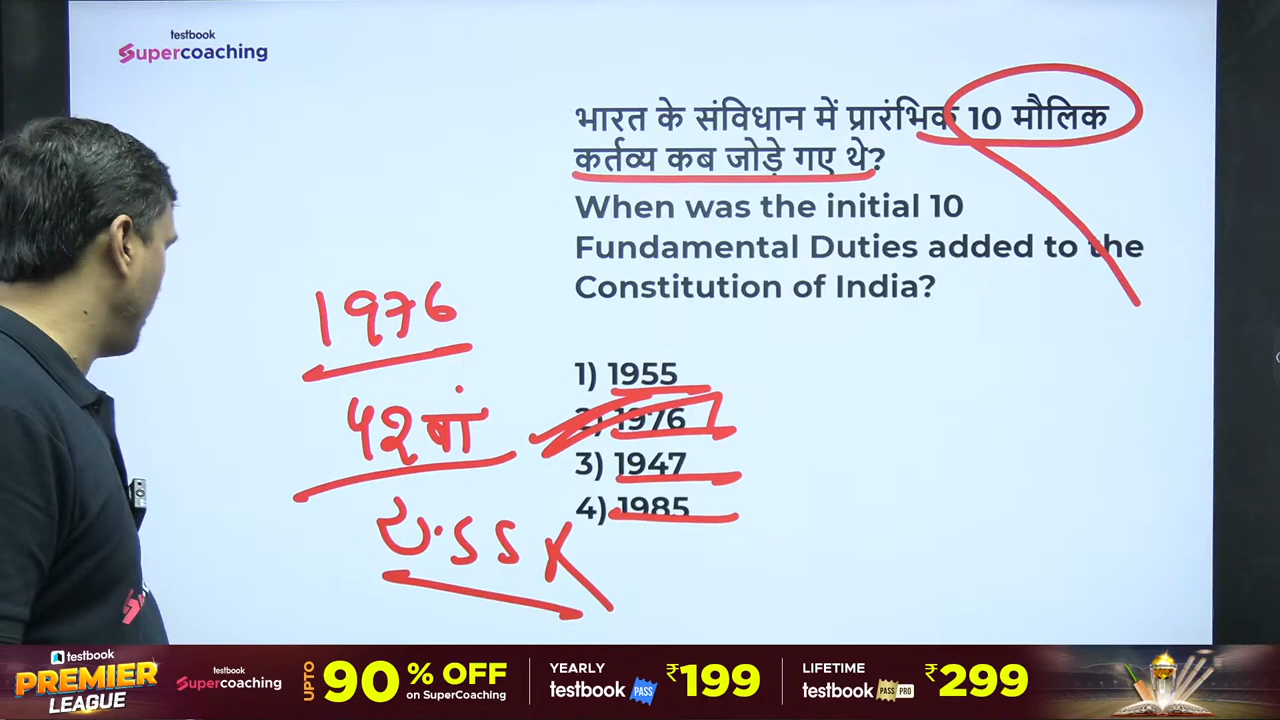 testbook
Supercoaching
भारत के संविधान में प्रारंभिक 10 मौलिक
कर्तव्य कब जोड़े गए थे?
When was the initial 10
Fundamental Duties added to the
Constitution of India?
1976
42वां
1) 1955
2) 1976
3) 1947
4) 1985
testbook
PREMIER
LEAGUE
testbook
Supercoaching
UPTO
90 % OFF
on SuperCoaching
YEARLY
testbook PASS
₹199
LIFETIME
testbook PASS PRO
₹299